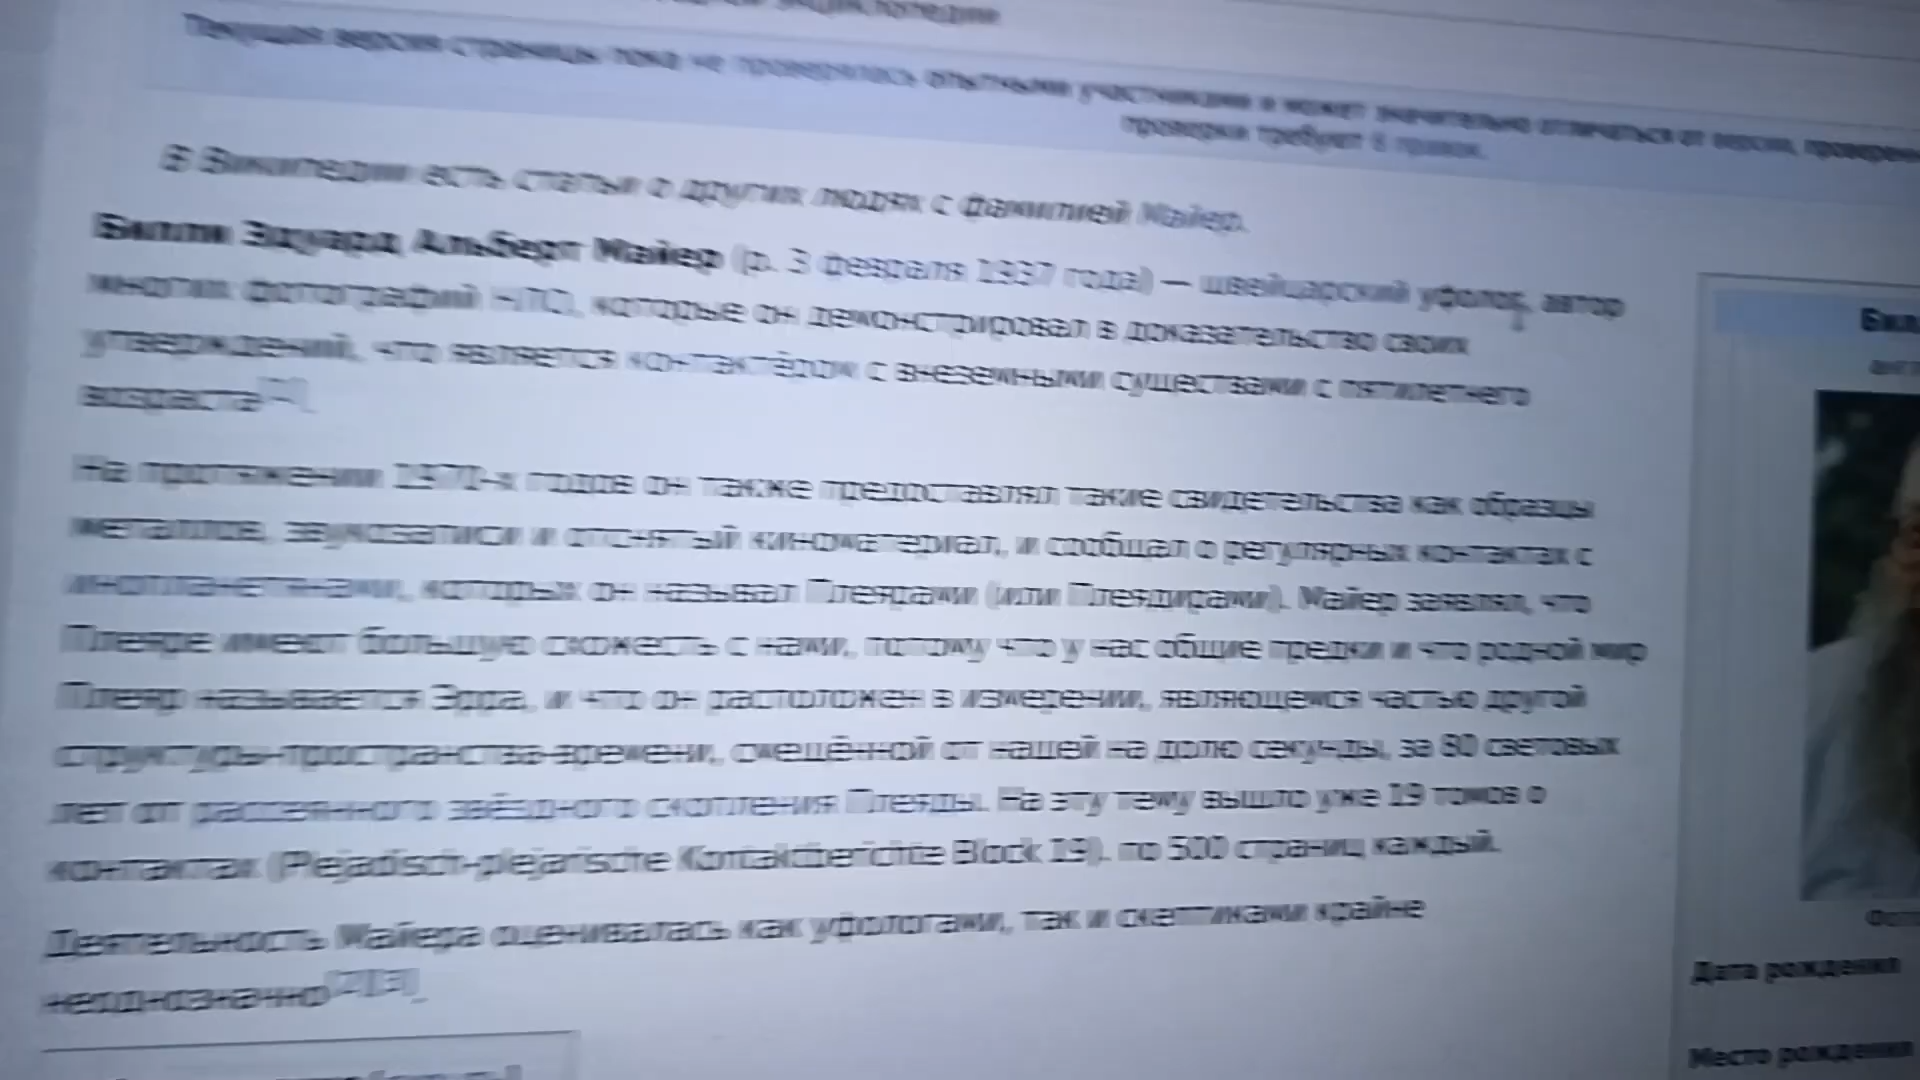 энциклопедии
Текущая версия страницы пока не проверялась опытными участниками и может значительно отличаться от версии,
проверки требуют правок.
В Википедии есть статьи о других людях с фамилией Майер.
Билли Эдуард Альберт Майер (р. 3 февраля 1937 года) — швейцарский уфолог, автор
многих фотографий НЛО, которые он демонстрировал в доказательство своих
утверждений, что является контактёром с внеземными существами с пятилетнего
возраста[1].
На протяжении 1970-х годов он также предоставлял такие свидетельства как образцы
металлов, звукозаписи и отснятый киноматериал, и сообщал о регулярных контактах с
инопланетянами, которых он называл Плеярами (или Плеядирами). Майер заявлял, что
Плеяре имеют большую схожесть с нами, потому что у нас общие предки и что родной мир
Плеяр называется Эрра, и что он расположен в измерении, являющемся частью другой
структуры-пространства-времени, смещённой от нашей на долю секунды, за 80 световых
лет от рассеянного звёздного скопления Плеяды. На эту тему вышло уже 19 томов о
контактах (Plejadisch-plejarische Kontaktberichte Block 19). по 500 страниц каждый.
Деятельность Майера оценивалась как уфологами, так и скептиками крайне
неоднозначно[2][3].
Дата рождения
Место рождения